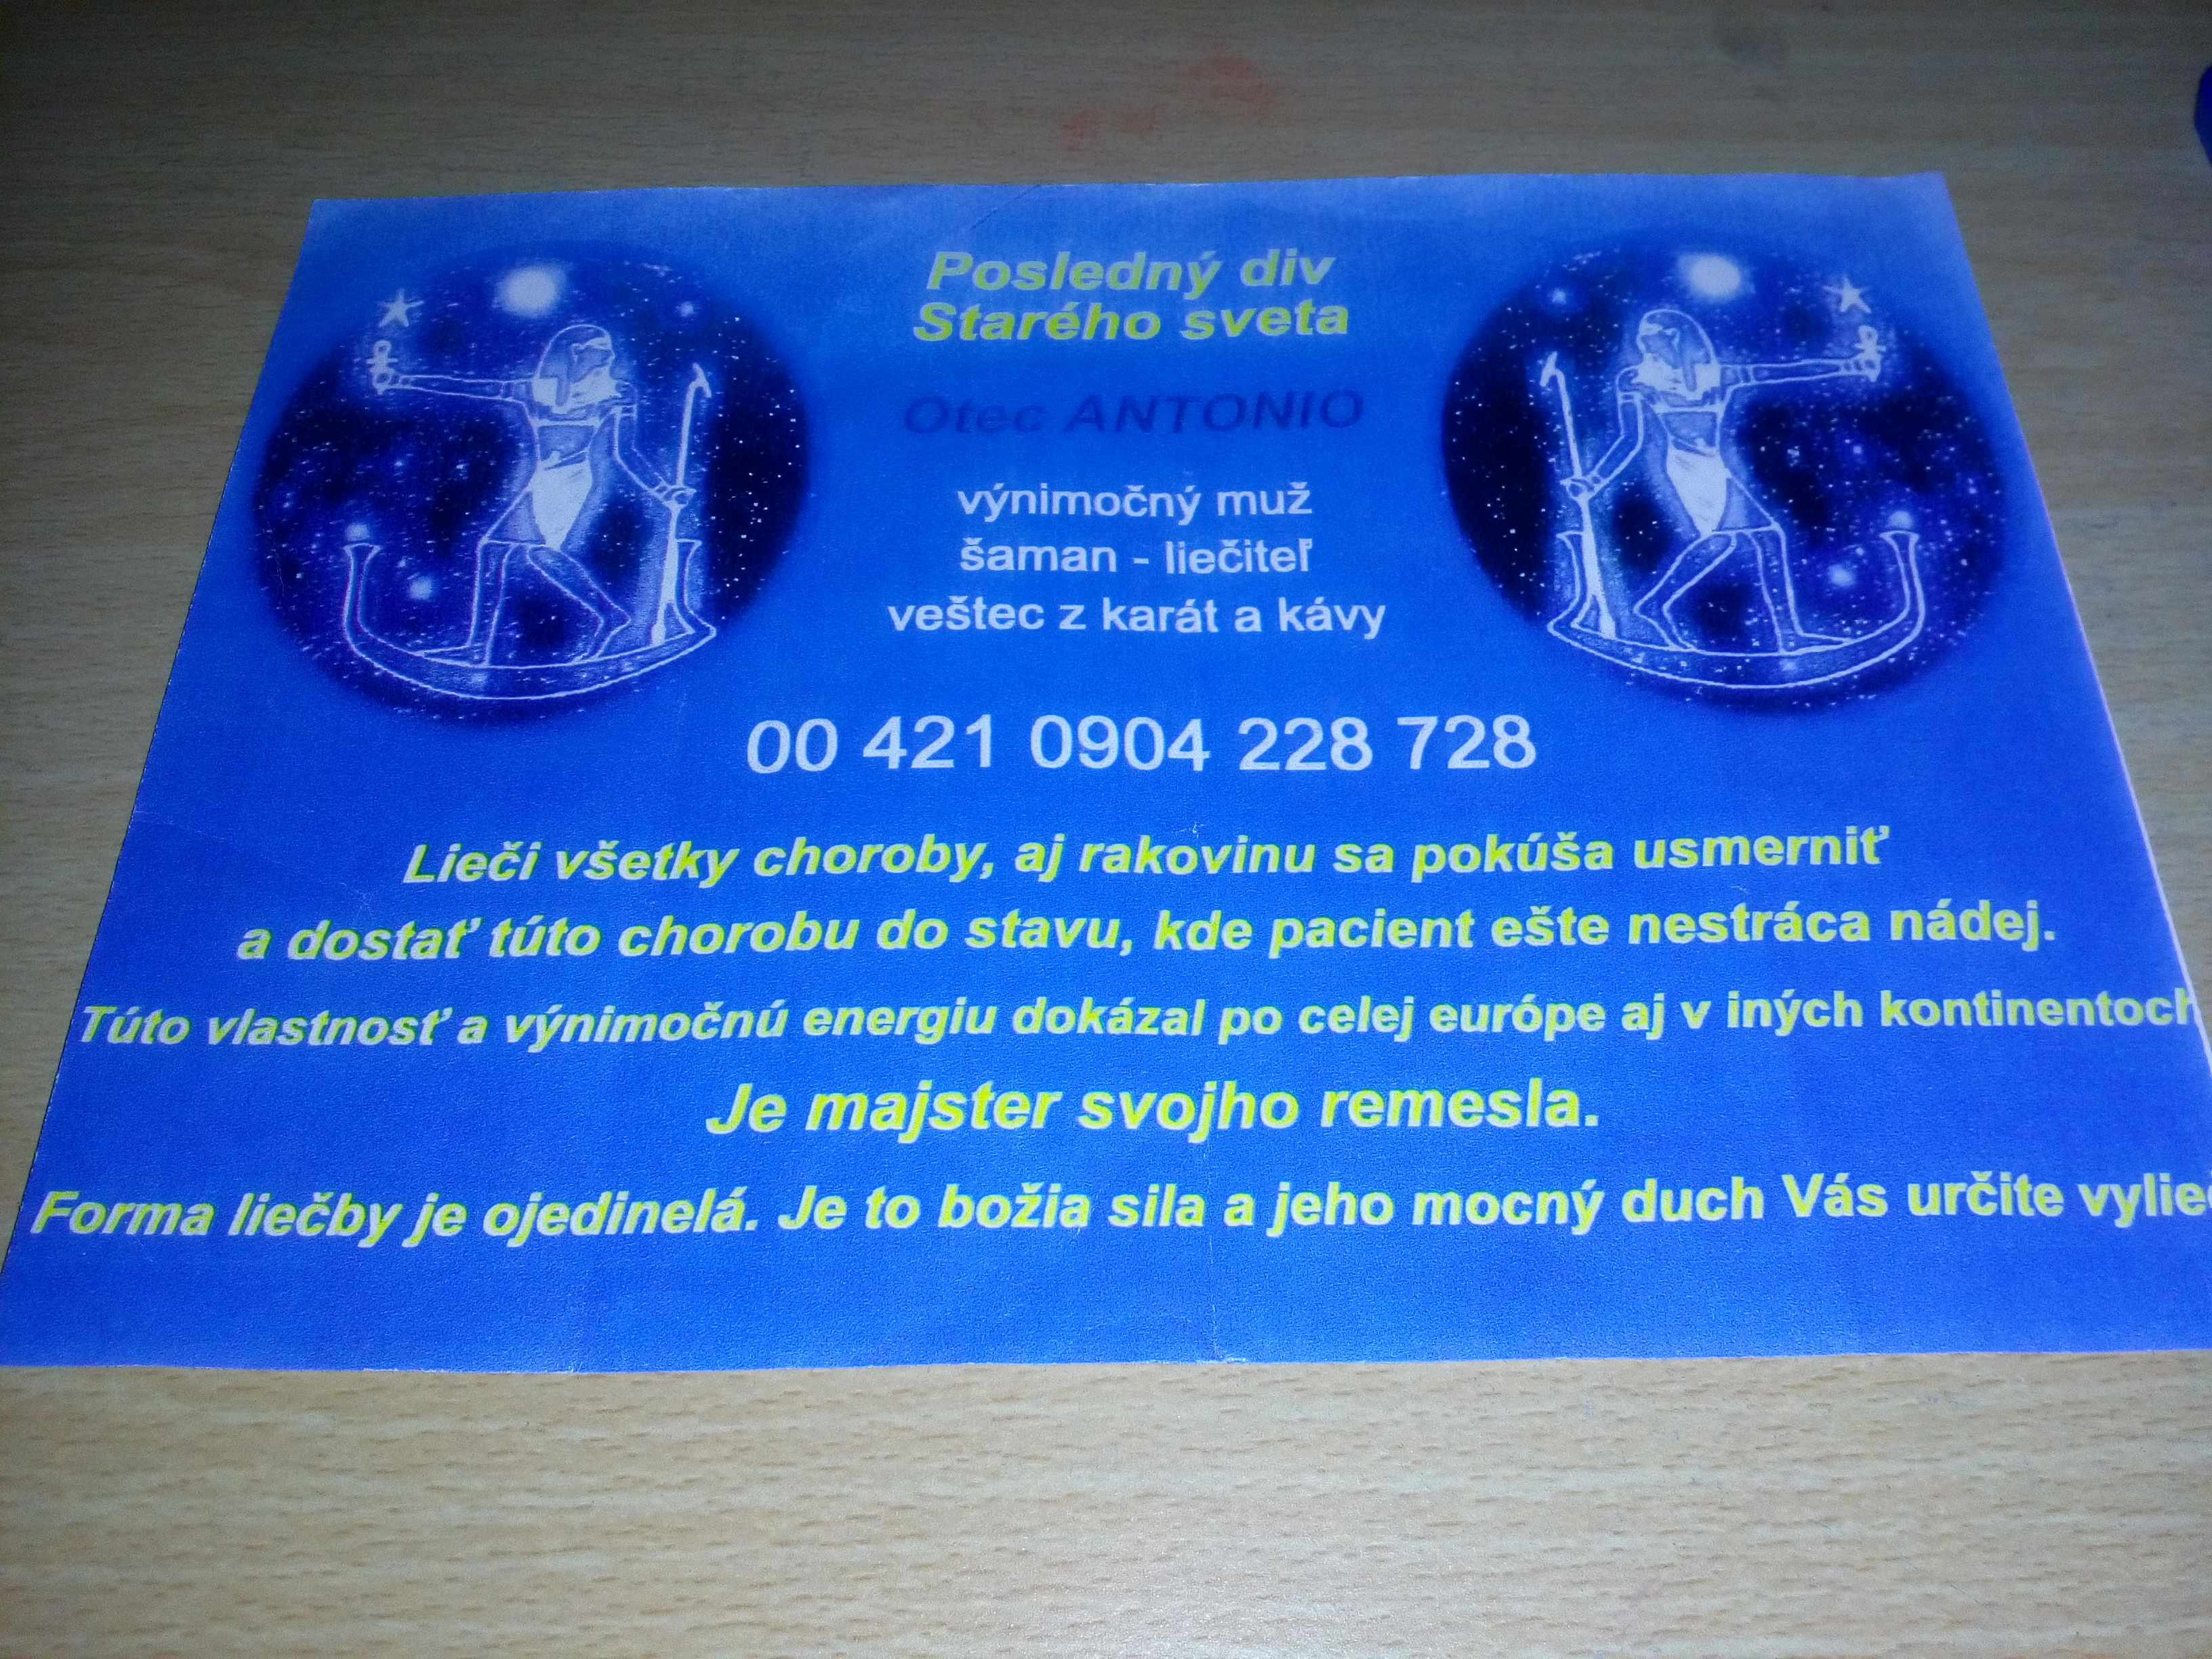 Posledný div
Starého sveta
Otec ANTONIO
výnimočný muž
šaman - liečiteľ
veštec z karát a kávy
00 421 0904 228 728
Lieči všetky choroby, aj rakovinu sa pokúša usmerniť
a dostať túto chorobu do stavu, kde pacient ešte nestráca nádej.
Túto vlastnosť a výnimočnú energiu dokázal po celej európe aj v iných kontinentoch
Je majster svojho remesla.
Forma liečby je ojedinelá. Je to božia sila a jeho mocný duch Vás určite